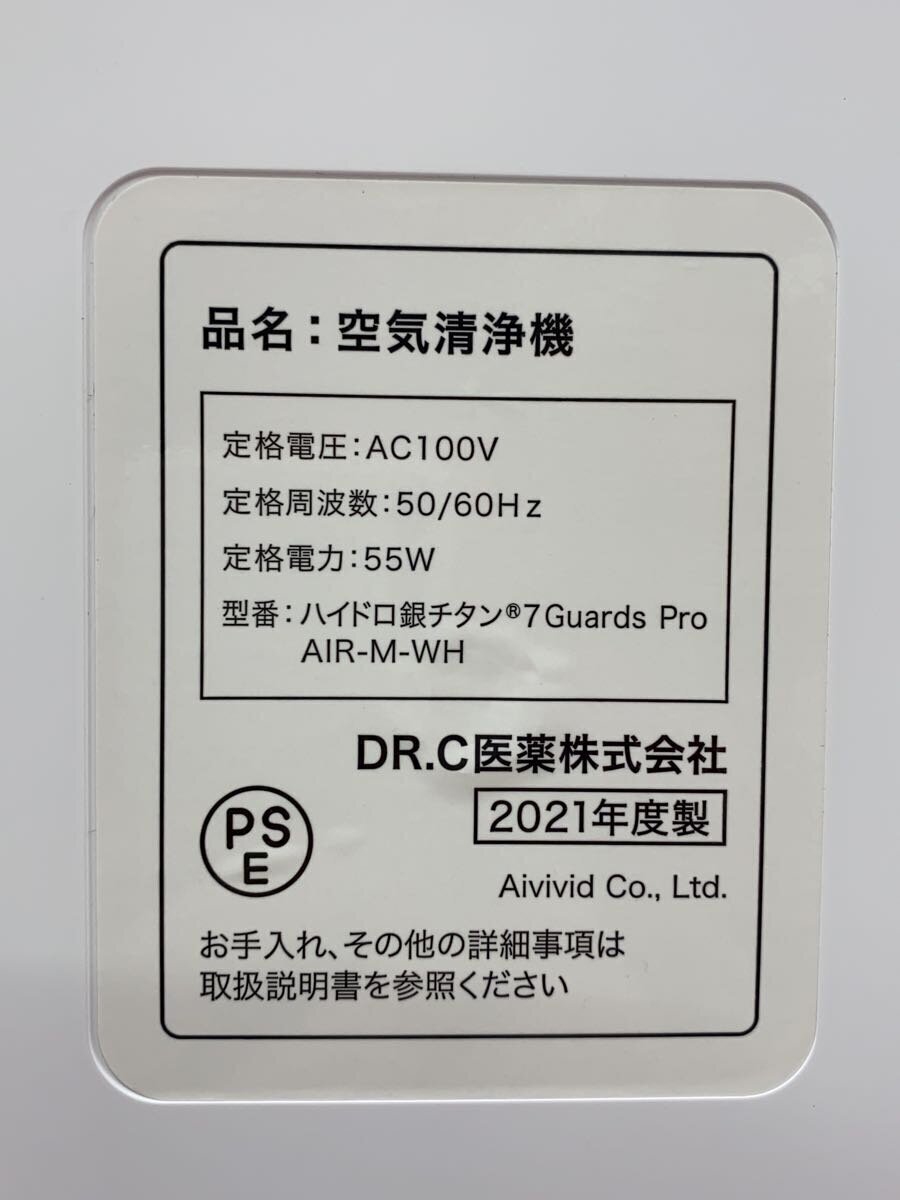 品名：空気清浄機
定格電圧：AC100V
定格周波数：50/60Hz
定格電力：55W
型番：ハイドロ銀チタン®7Guards Pro
AIR-M-WH
DR.C医薬株式会社
2021年度製
PS
E
Aivivid Co., Ltd.
お手入れ、その他の詳細事項は
取扱説明書を参照ください